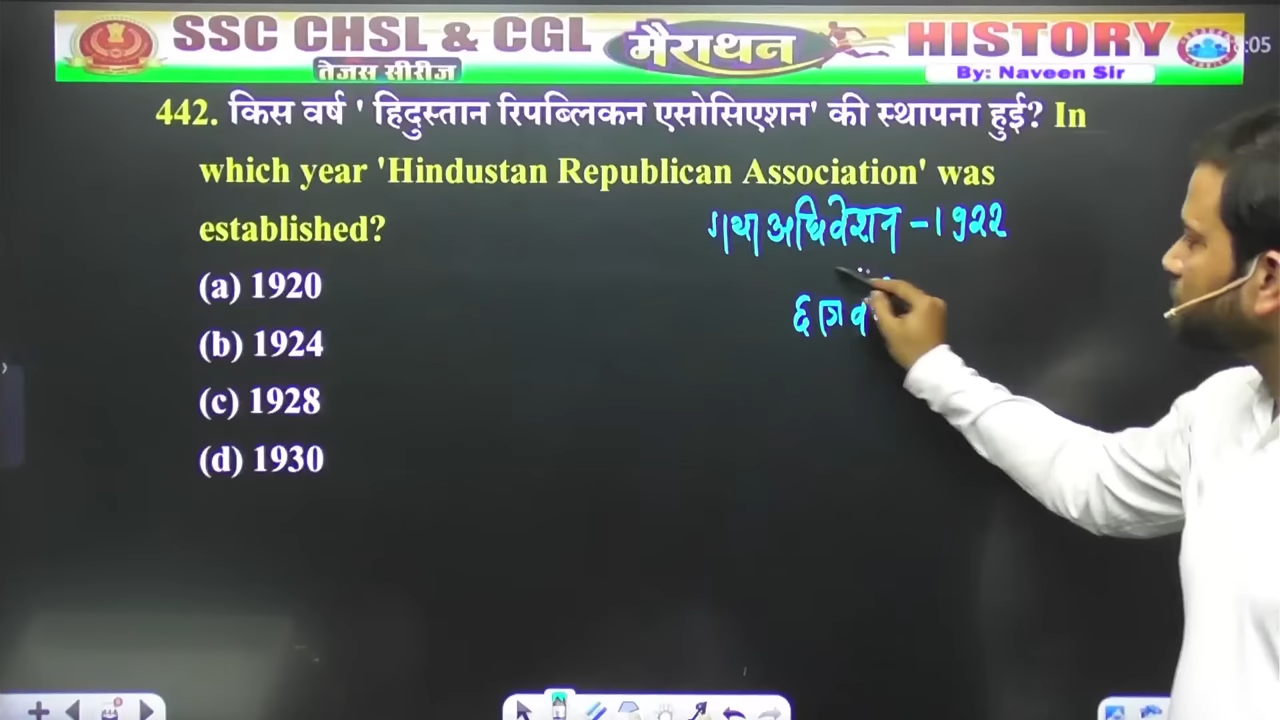 SSC CHSL & CGL मैराथन HISTORY
तेजस सीरीज
By: Naveen Sir
442. किस वर्ष ' हिदुस्तान रिपब्लिकन एसोसिएशन' की स्थापना हुई? In
which year 'Hindustan Republican Association' was
established?
गया अधिवेशन - 1922
(a) 1920
(b) 1924
(c) 1928
(d) 1930